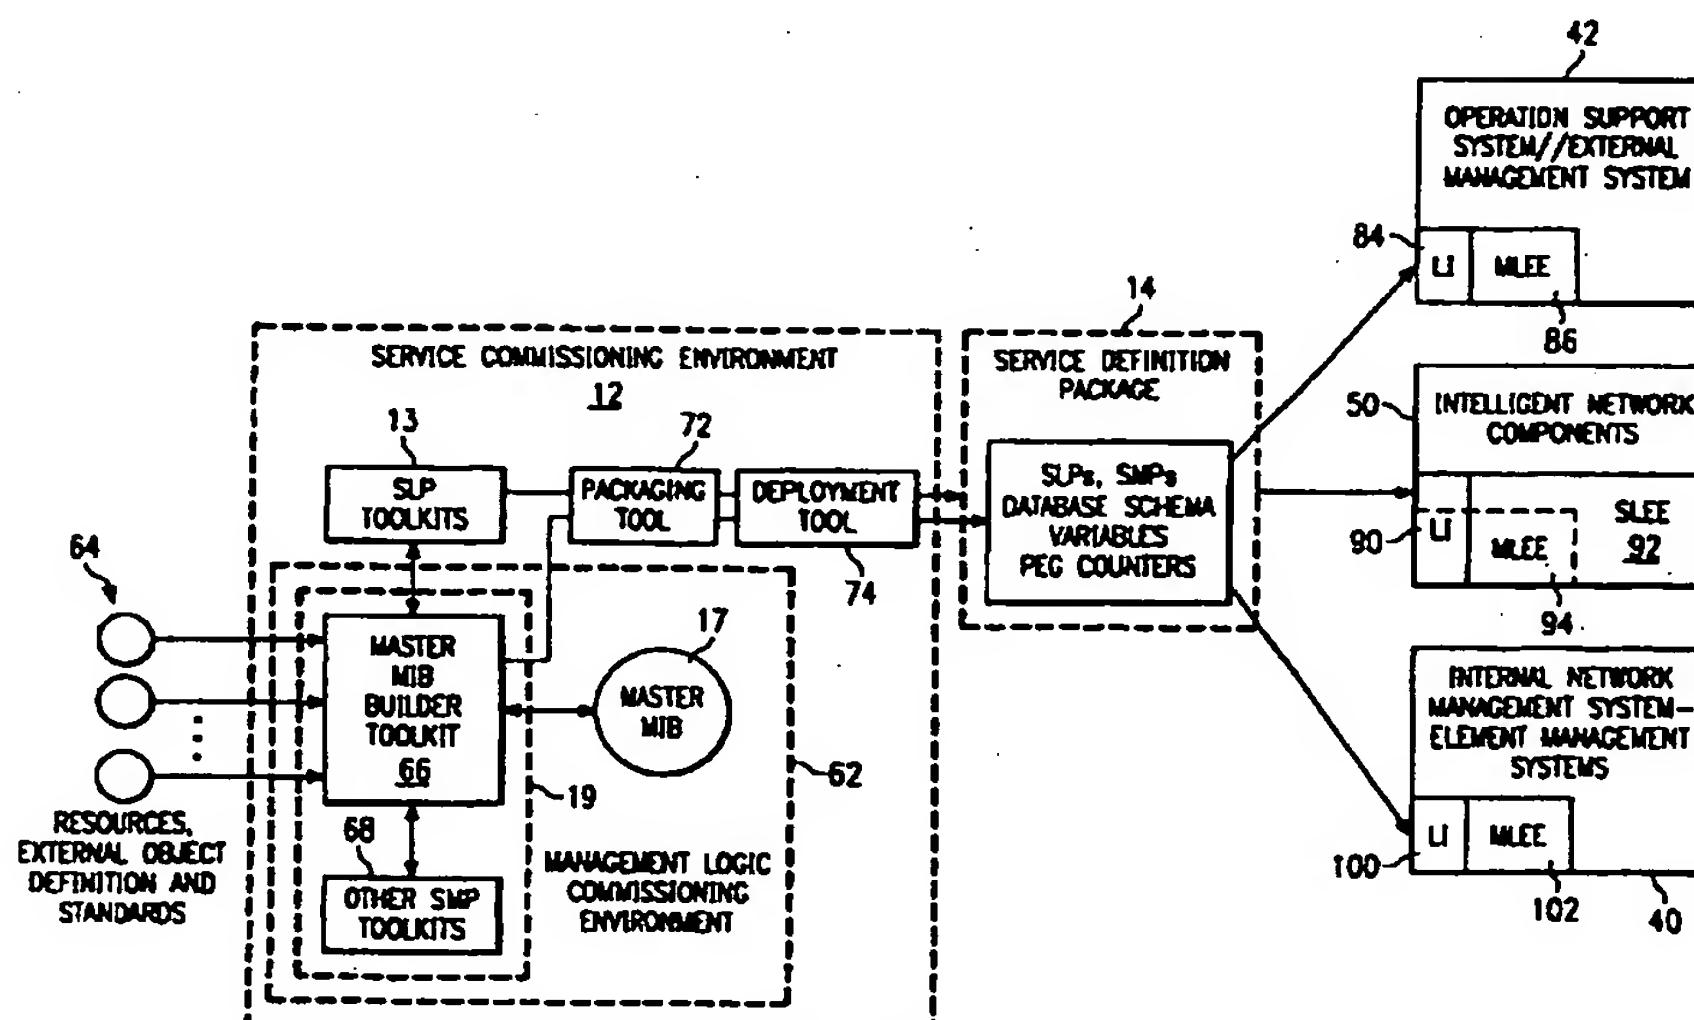 42
OPERATION SUPPORT
SYSTEM//EXTERNAL
MANAGEMENT SYSTEM
84
LI
MLEE
86
14
SERVICE COMMISSIONING ENVIRONMENT
12
SERVICE DEFINITION
PACKAGE
50
INTELLIGENT NETWORK
COMPONENTS
13
72
SLP
TOOLKITS
PACKAGING
TOOL
DEPLOYMENT
TOOL
74
SLPs, SMPs
DATABASE SCHEMA
VARIABLES
PEG COUNTERS
LI
90
MLEE
SLEE
92
94
64
MASTER
MIB
BUILDER
TOOLKIT
66
17
MASTER
MIB
62
19
INTERNAL NETWORK
MANAGEMENT SYSTEM-
ELEMENT MANAGEMENT
SYSTEMS
RESOURCES,
EXTERNAL OBJECT
DEFINITION AND
STANDARDS
68
OTHER SMP
TOOLKITS
MANAGEMENT LOGIC
COMMISSIONING
ENVIRONMENT
LI
MLEE
100
102
40